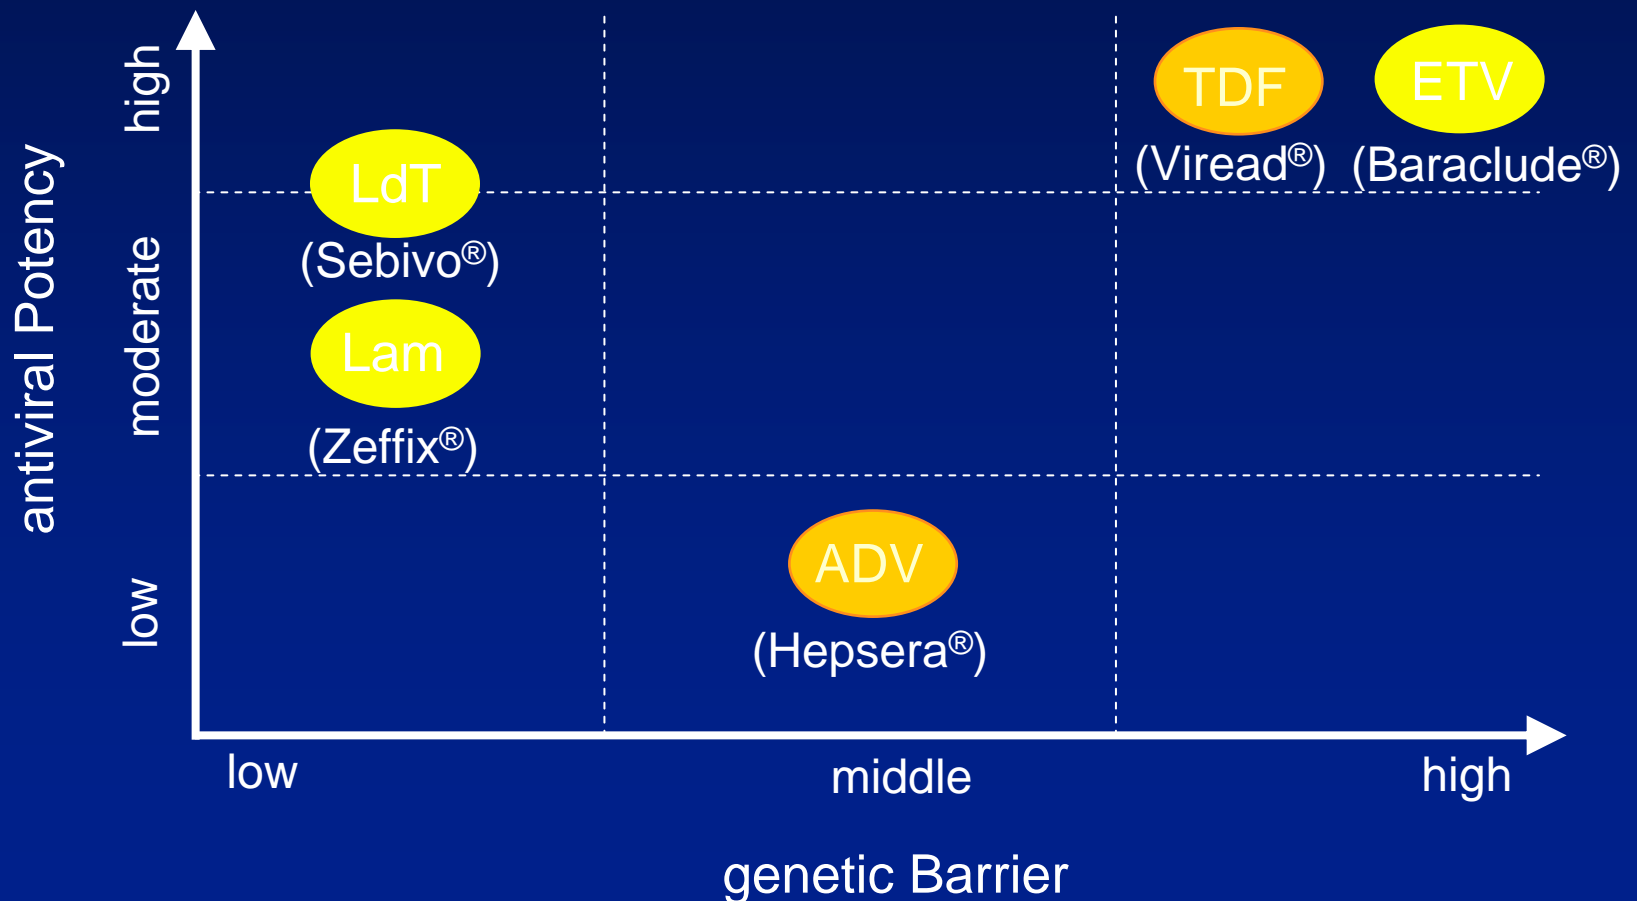 antiviral Potency
high
moderate
low
LdT
(Sebivo®)
Lam
(Zeffix®)
ADV
(Hepsera®)
TDF
(Viread®)
ETV
(Baraclude®)
low
middle
high
genetic Barrier